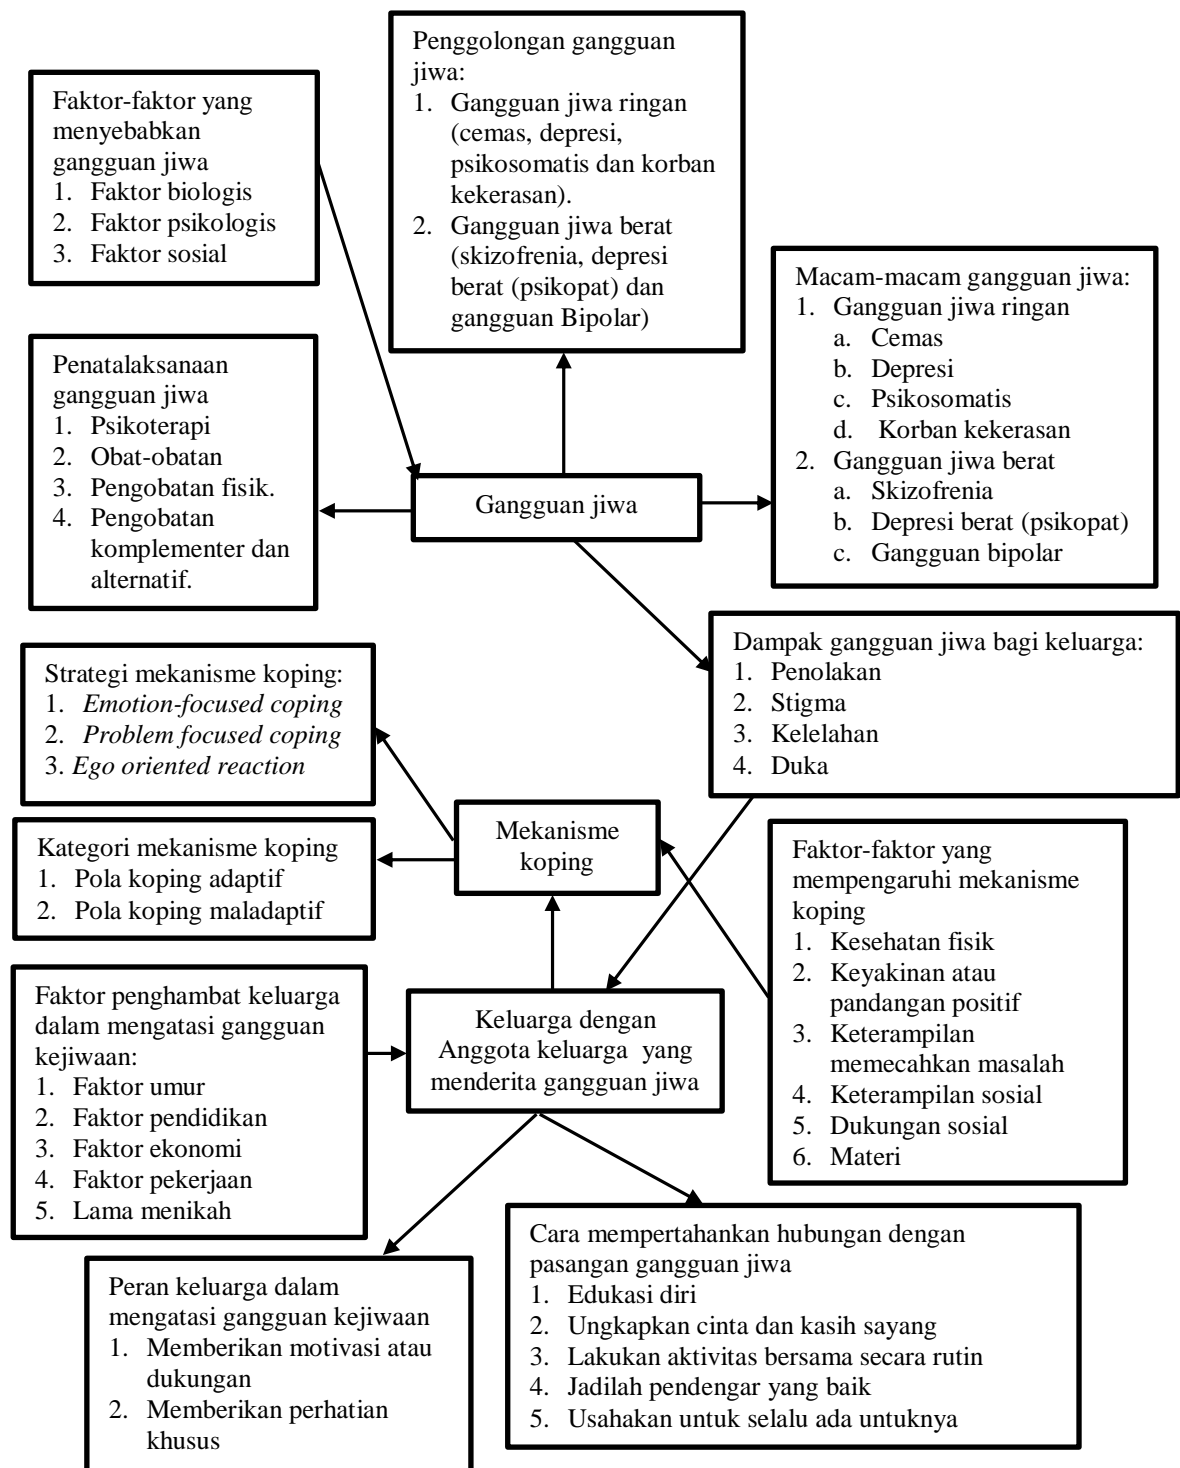 Penggolongan gangguan
jiwa:
1. Gangguan jiwa ringan
(cemas, depresi,
psikosomatis dan korban
kekerasan).
2. Gangguan jiwa berat
(skizofrenia, depresi
berat (psikopat) dan
gangguan Bipolar)
Faktor-faktor yang
menyebabkan
gangguan jiwa
1. Faktor biologis
2. Faktor psikologis
3. Faktor sosial
Macam-macam gangguan jiwa:
1. Gangguan jiwa ringan
a. Cemas
b. Depresi
c. Psikosomatis
d. Korban kekerasan
2. Gangguan jiwa berat
a. Skizofrenia
b. Depresi berat (psikopat)
c. Gangguan bipolar
Penatalaksanaan
gangguan jiwa
1. Psikoterapi
2. Obat-obatan
3. Pengobatan fisik.
4. Pengobatan
komplementer dan
alternatif.
Gangguan jiwa
Dampak gangguan jiwa bagi keluarga:
1. Penolakan
2. Stigma
3. Kelelahan
4. Duka
Strategi mekanisme koping:
1. Emotion-focused coping
2. Problem focused coping
3. Ego oriented reaction
Mekanisme
koping
Kategori mekanisme koping
1. Pola koping adaptif
2. Pola koping maladaptif
Faktor-faktor yang
mempengaruhi mekanisme
koping
1. Kesehatan fisik
2. Keyakinan atau
pandangan positif
3. Keterampilan
memecahkan masalah
4. Keterampilan sosial
5. Dukungan sosial
6. Materi
Faktor penghambat keluarga
dalam mengatasi gangguan
kejiwaan:
1. Faktor umur
2. Faktor pendidikan
3. Faktor ekonomi
4. Faktor pekerjaan
5. Lama menikah
Keluarga dengan
Anggota keluarga yang
menderita gangguan jiwa
Cara mempertahankan hubungan dengan
pasangan gangguan jiwa
1. Edukasi diri
2. Ungkapkan cinta dan kasih sayang
3. Lakukan aktivitas bersama secara rutin
4. Jadilah pendengar yang baik
5. Usahakan untuk selalu ada untuknya
Peran keluarga dalam
mengatasi gangguan kejiwaan
1. Memberikan motivasi atau
dukungan
2. Memberikan perhatian
khusus